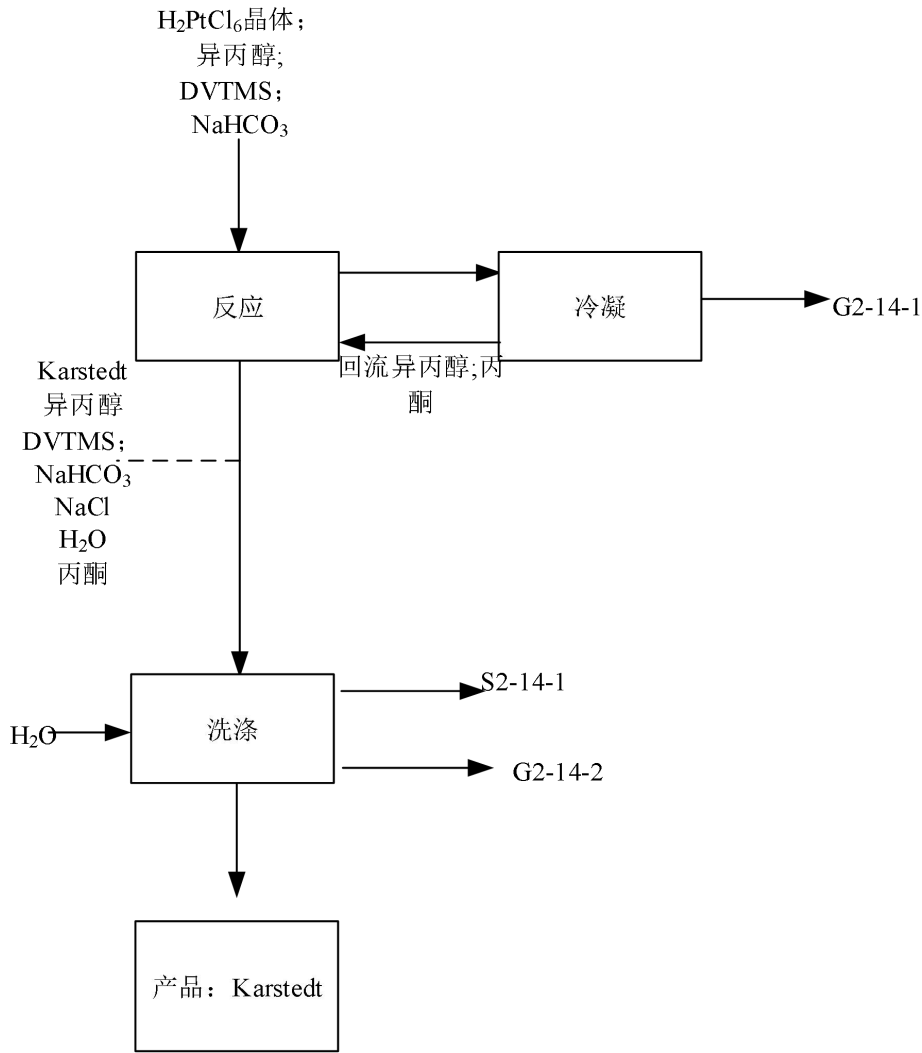 H₂PtCl₆晶体;
异丙醇;
DVTMS;
NaHCO₃
反应
冷凝
G2-14-1
回流异丙醇;丙
酮
Karstedt
异丙醇
DVTMS;
NaHCO₃
NaCl
H₂O
丙酮
S2-14-1
洗涤
H₂O
G2-14-2
产品：Karstedt